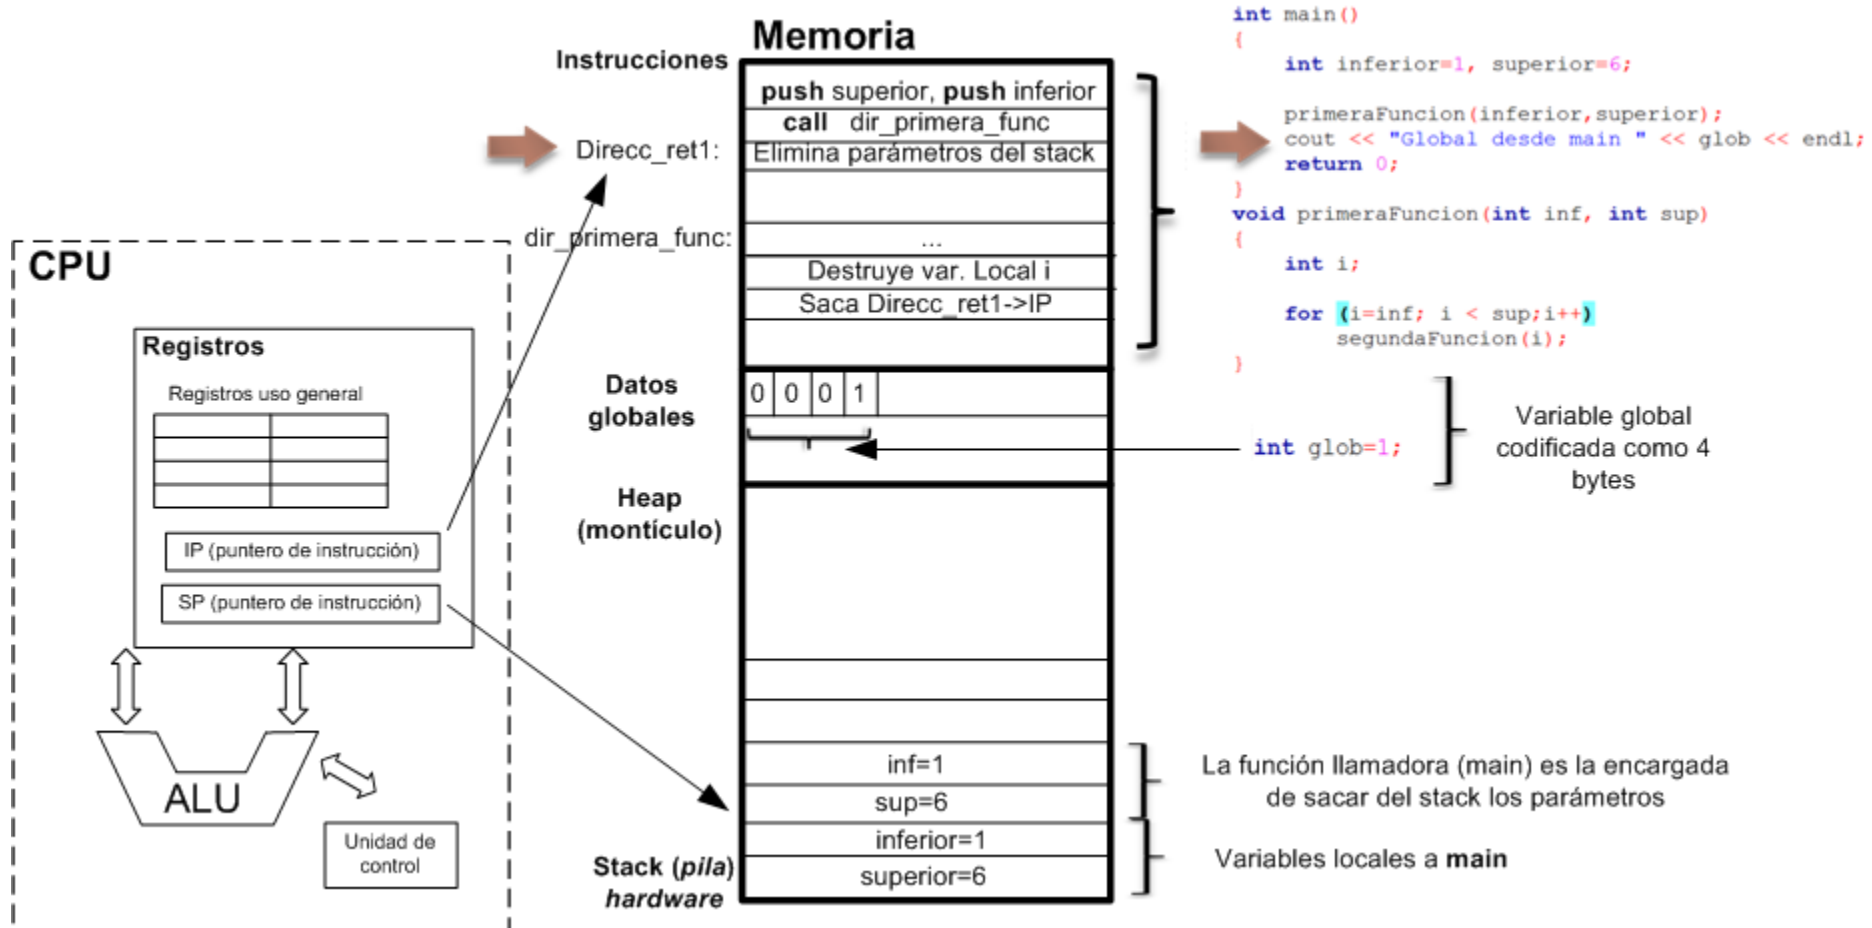 Memoria
Instrucciones
push superior, push inferior
call dir_primera_func
Direcc_ret1:
Elimina parámetros del stack
dir_primera_func:
...
Destruye var. Local i
Saca Direcc_ret1->IP
Datos
globales
0 0 0 1
Heap
(montículo)
inf=1
sup=6
inferior=1
superior=6
Stack (pila)
hardware
CPU
Registros
Registros uso general
IP (puntero de instrucción)
SP (puntero de instrucción)
ALU
Unidad de
control
int main()
{
int inferior=1, superior=6;
primeraFuncion(inferior,superior);
cout << "Global desde main " << glob << endl;
return 0;
}
void primeraFuncion(int inf, int sup)
{
int i;
for (i=inf; i < sup;i++)
segundaFuncion(i);
}
int glob=1;
Variable global
codificada como 4
bytes
La función llamadora (main) es la encargada
de sacar del stack los parámetros
Variables locales a main